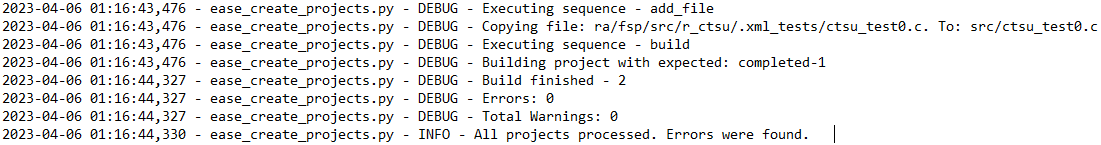 2023-04-06 01:16:43,476 - ease_create_projects.py - DEBUG - Executing sequence - add_file
2023-04-06 01:16:43,476 - ease_create_projects.py - DEBUG - Copying file: ra/fsp/src/r_ctsu/.xml_tests/ctsu_test0.c. To: src/ctsu_test0.c
2023-04-06 01:16:43,476 - ease_create_projects.py - DEBUG - Executing sequence - build
2023-04-06 01:16:43,476 - ease_create_projects.py - DEBUG - Building project with expected: completed-1
2023-04-06 01:16:44,327 - ease_create_projects.py - DEBUG - Build finished - 2
2023-04-06 01:16:44,327 - ease_create_projects.py - DEBUG - Errors: 0
2023-04-06 01:16:44,327 - ease_create_projects.py - DEBUG - Total Warnings: 0
2023-04-06 01:16:44,330 - ease_create_projects.py - INFO - All projects processed. Errors were found.